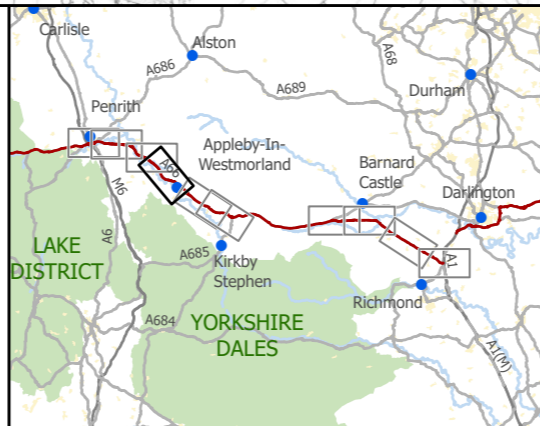 Carlisle
Alston
A68
A686
A689
Durham
Penrith
Appleby-In-
Westmorland
Barnard
Castle
Darlington
A66
M6
A6
LAKE
DISTRICT
A685
Kirkby
Stephen
A1
Richmond
A684
YORKSHIRE
DALES
A1(M)